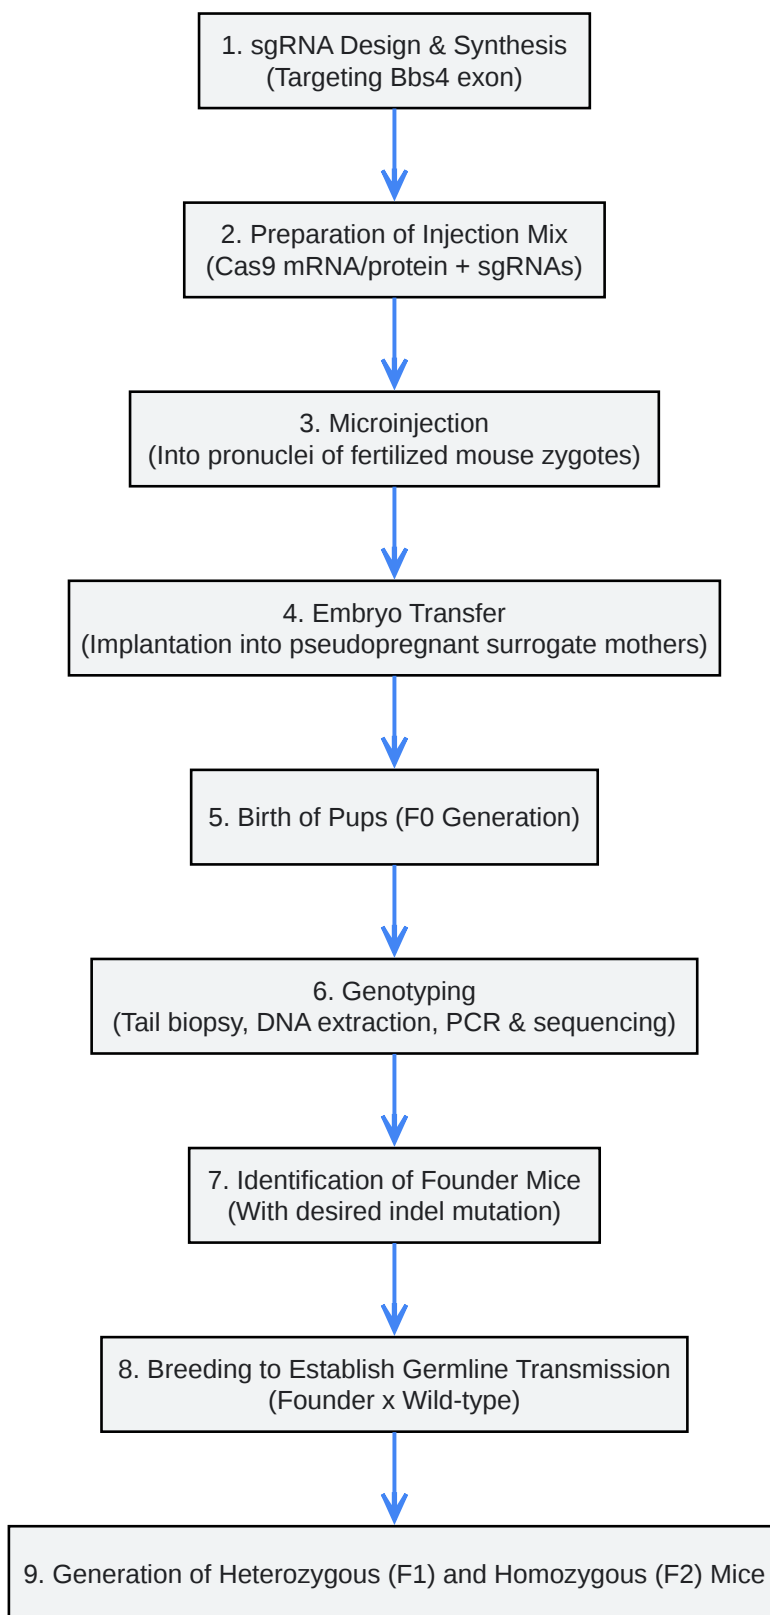 1. sgRNA Design & Synthesis
(Targeting Bbs4 exon)
2. Preparation of Injection Mix
(Cas9 mRNA/protein + sgRNAs)
3. Microinjection
(Into pronuclei of fertilized mouse zygotes)
4. Embryo Transfer
(Implantation into pseudopregnant surrogate mothers)
5. Birth of Pups (F0 Generation)
6. Genotyping
(Tail biopsy, DNA extraction, PCR & sequencing)
7. Identification of Founder Mice
(With desired indel mutation)
8. Breeding to Establish Germline Transmission
(Founder x Wild-type)
9. Generation of Heterozygous (F1) and Homozygous (F2) Mice